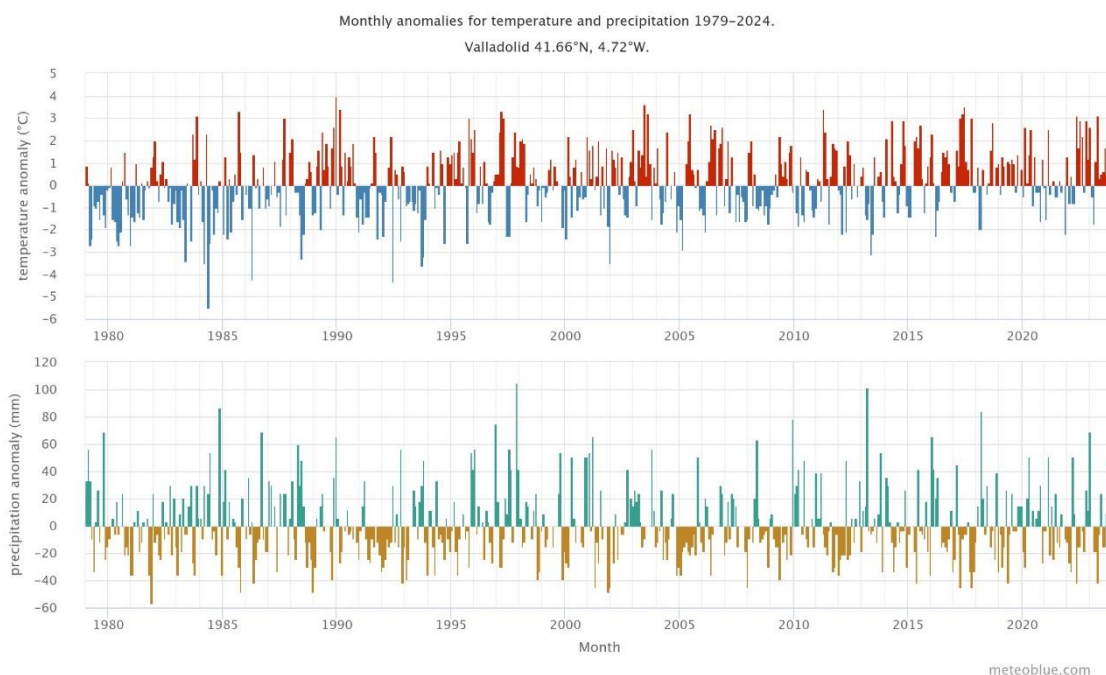 Monthly anomalies for temperature and precipitation 1979–2024.
Valladolid 41.66°N, 4.72°W.
temperature anomaly (°C)
5
4
3
2
1
0
−1
−2
−3
−4
−5
−6
1980 1985 1990 1995 2000 2005 2010 2015 2020
precipitation anomaly (mm)
120
100
80
60
40
20
0
−20
−40
−60
1980 1985 1990 1995 2000 2005 2010 2015 2020
Month
meteoblue.com